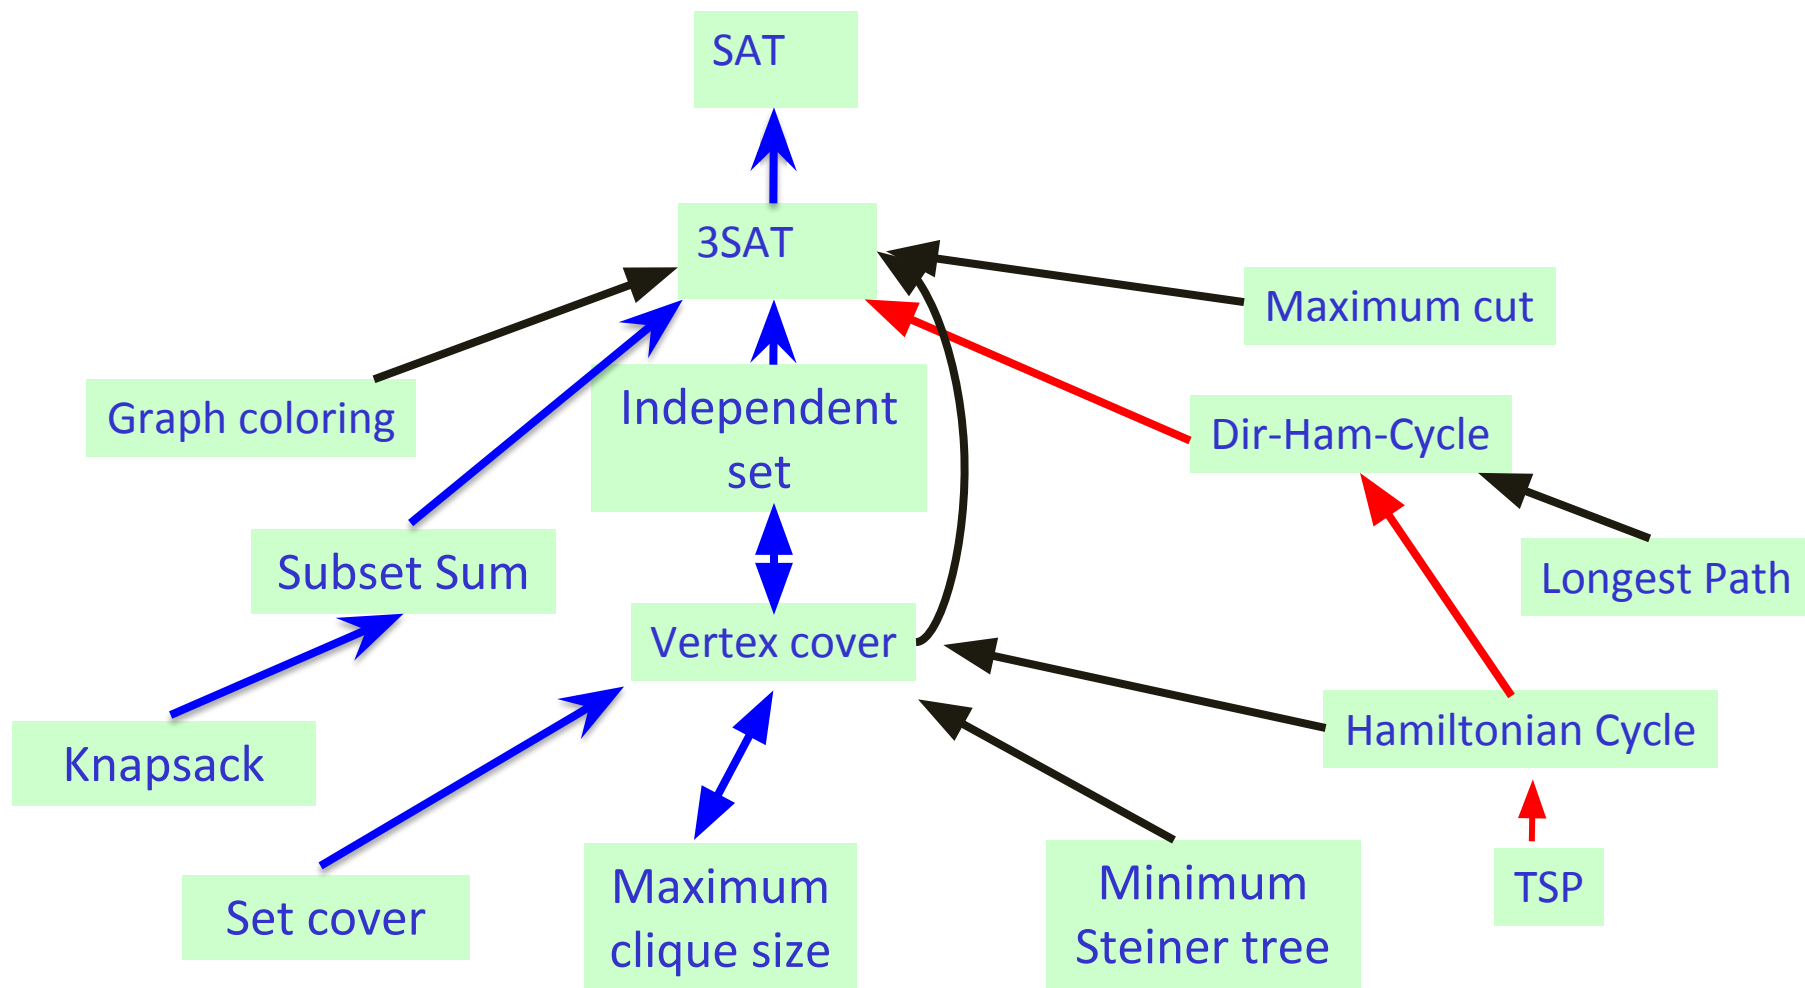 SAT
3SAT
Maximum cut
Graph coloring
Independent
set
Dir-Ham-Cycle
Subset Sum
Longest Path
Vertex cover
Hamiltonian Cycle
Knapsack
Set cover
Maximum
clique size
Minimum
Steiner tree
TSP